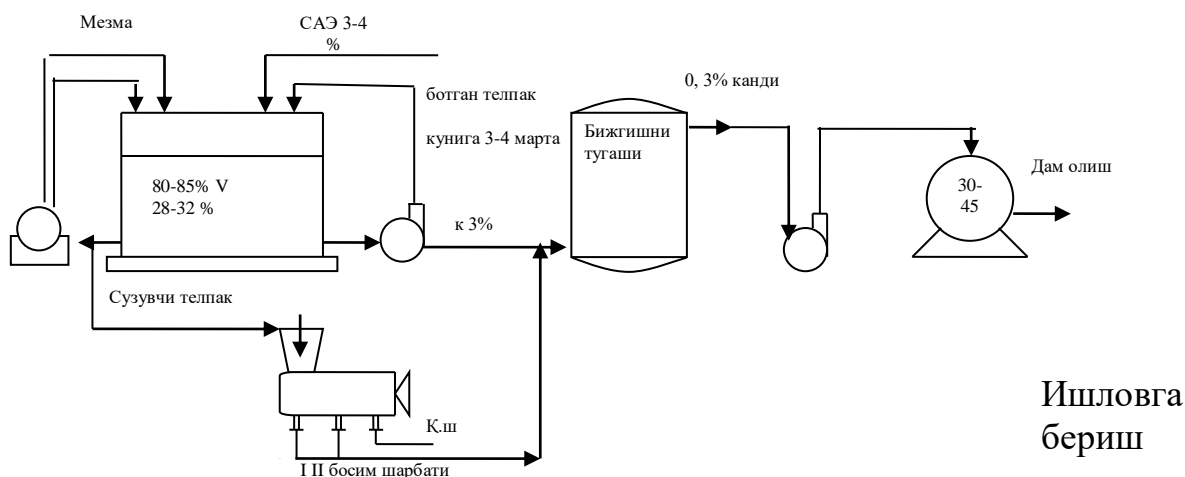 Мезма
САЭ 3-4
%
ботган телпак
кунига 3-4 марта
0, 3% канди
Бижгишни
тугаши
80-85% V
28-32 %
30-
45
Дам олиш
к 3%
Сузувчи телпак
Қ.ш
I II босим шарбати
Ишловга
бериш